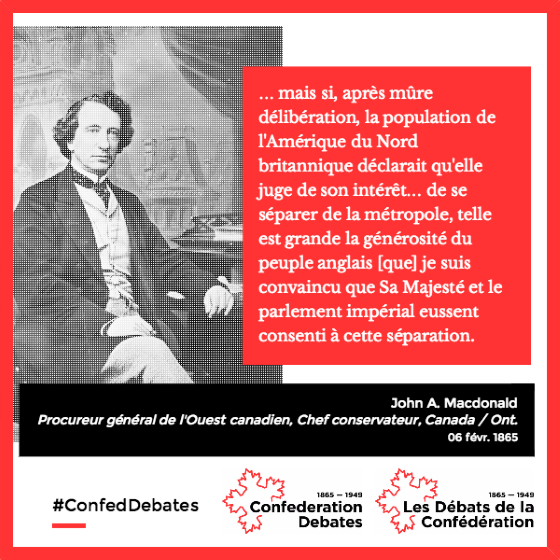 ... mais si, après mûre
délibération, la population de
l'Amérique du Nord
britannique déclarait qu'elle
juge de son intérêt... de se
séparer de la métropole, telle
est grande la générosité du
peuple anglais [que] je suis
convaincu que Sa Majesté et le
parlement impérial eussent
consenti à cette séparation.
John A. Macdonald
Procureur général de l'Ouest canadien, Chef conservateur, Canada / Ont.
06 févr. 1865
#ConfedDebates
1865 — 1949
Confederation
Debates
1865 — 1949
Les Débats de la
Confédération